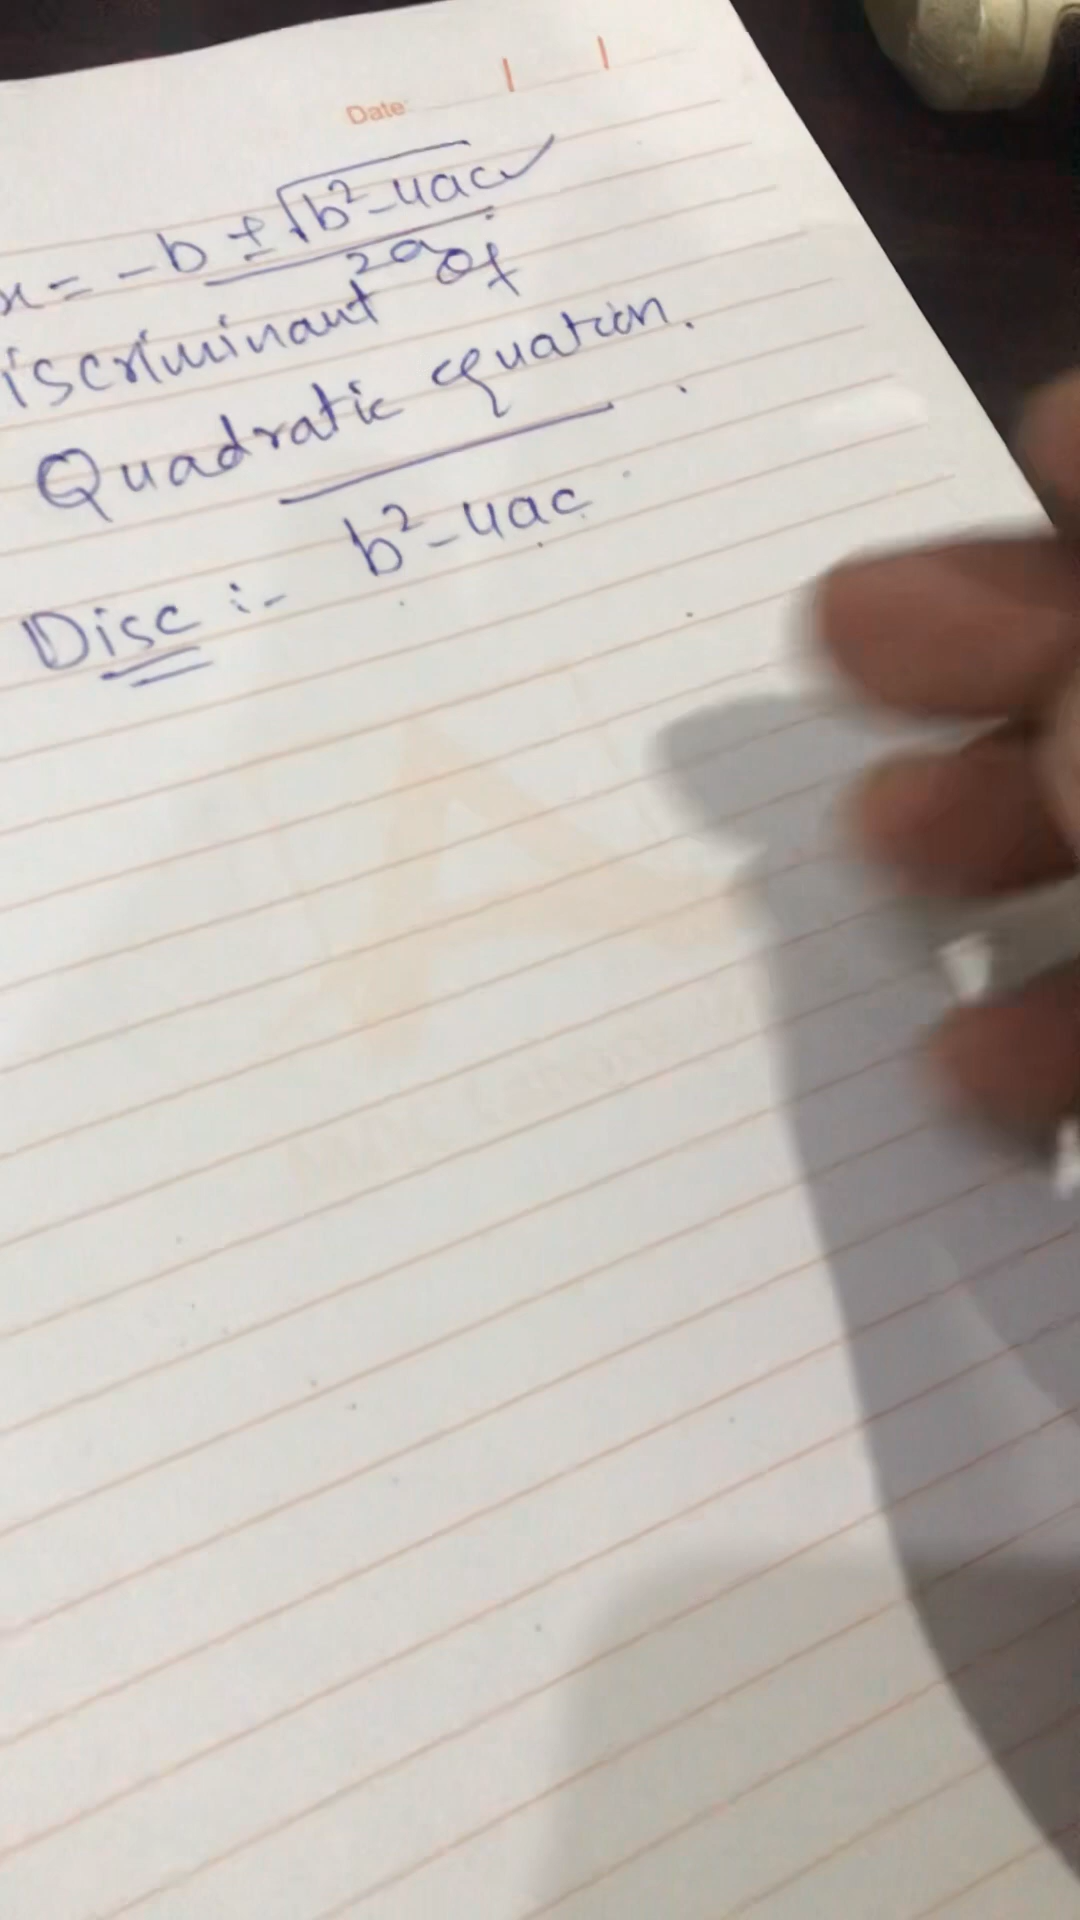 Date
x = -b ± √b²-4ac
2a
iscriminant of
Quadratic equation.
Disc :- b²-4ac